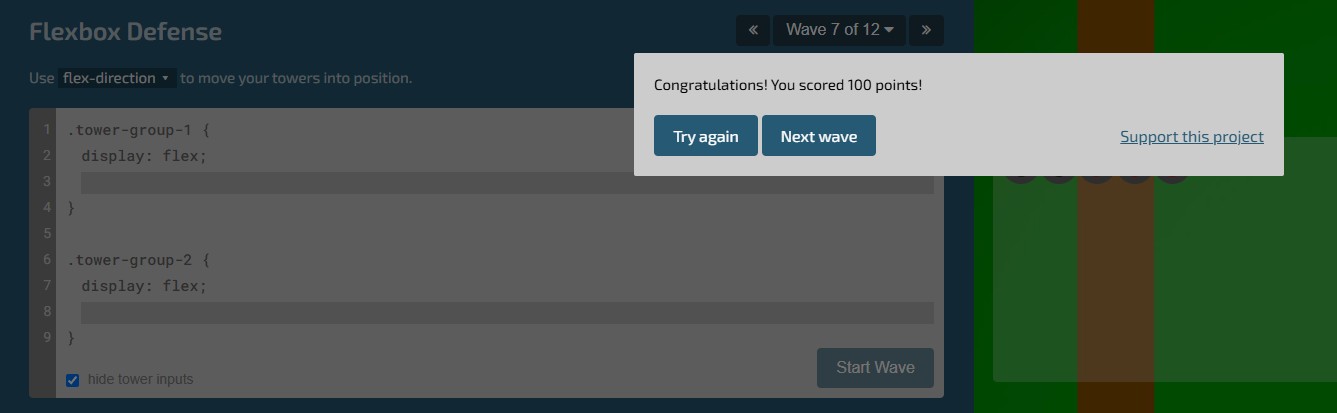 Flexbox Defense
« Wave 7 of 12 »
Use flex-direction to move your towers into position.
Congratulations! You scored 100 points!
Try again Next wave Support this project
1 .tower-group-1 {
2 display: flex;
3
4 }
5
6 .tower-group-2 {
7 display: flex;
8
9 }
hide tower inputs
Start Wave